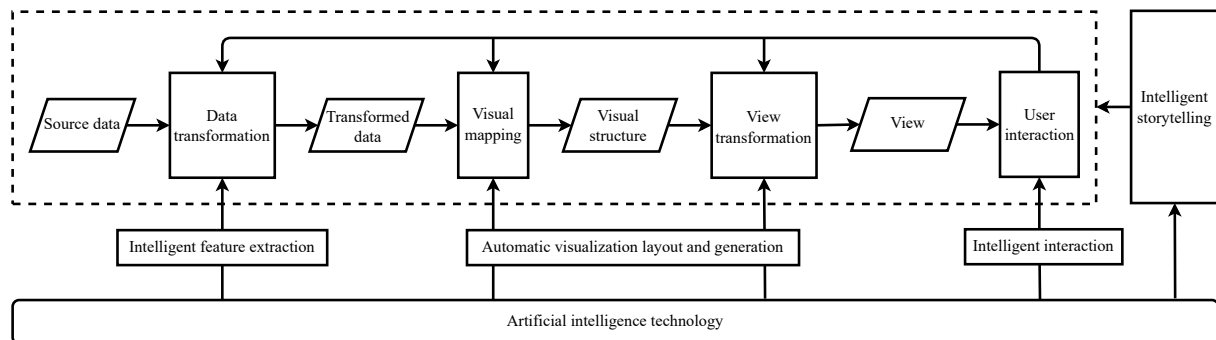 Source data
Data
transformation
Transformed
data
Visual
mapping
Visual
structure
View
transformation
View
User
interaction
Intelligent
storytelling
Intelligent feature extraction
Automatic visualization layout and generation
Intelligent interaction
Artificial intelligence technology